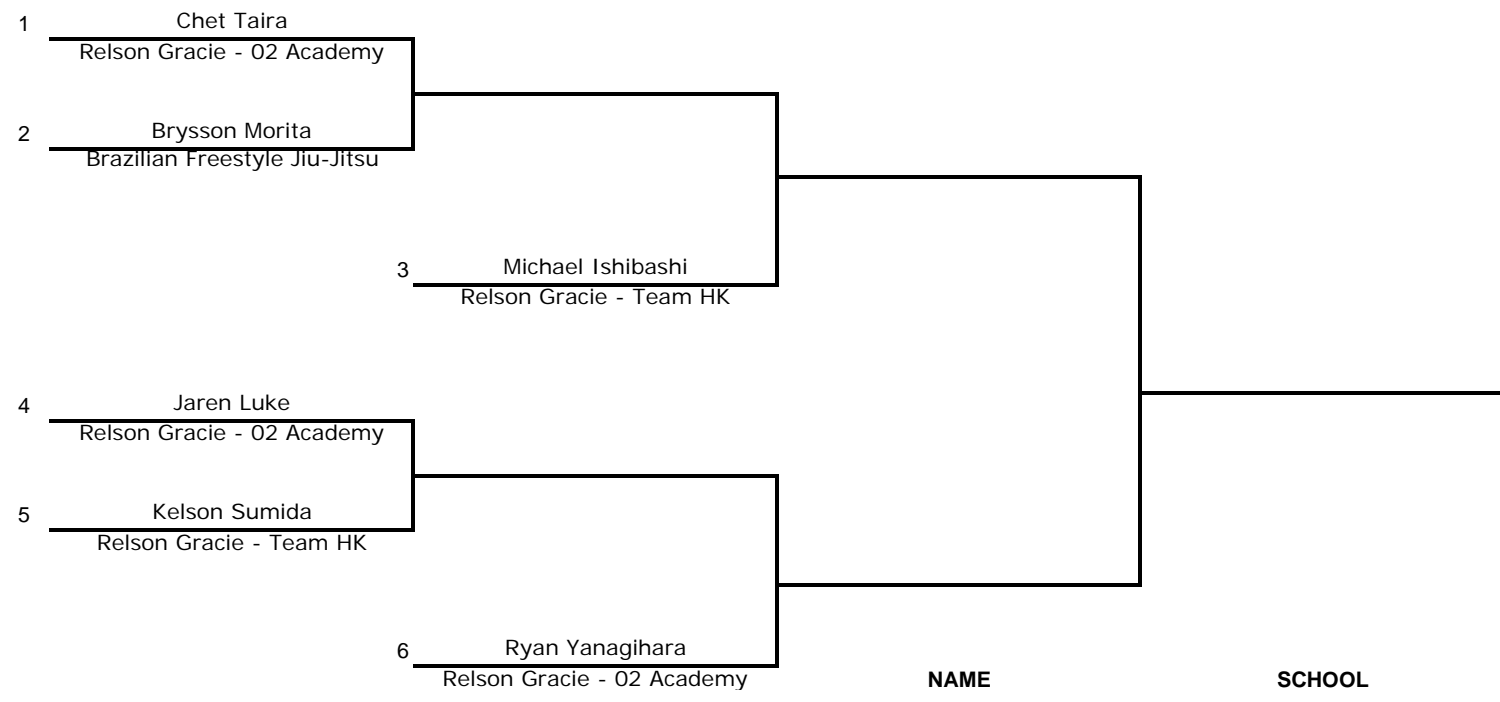 1 Chet Taira
Relson Gracie - 02 Academy
2 Brysson Morita
Brazilian Freestyle Jiu-Jitsu
3 Michael Ishibashi
Relson Gracie - Team HK
4 Jaren Luke
Relson Gracie - 02 Academy
5 Kelson Sumida
Relson Gracie - Team HK
6 Ryan Yanagihara
Relson Gracie - 02 Academy
NAME SCHOOL